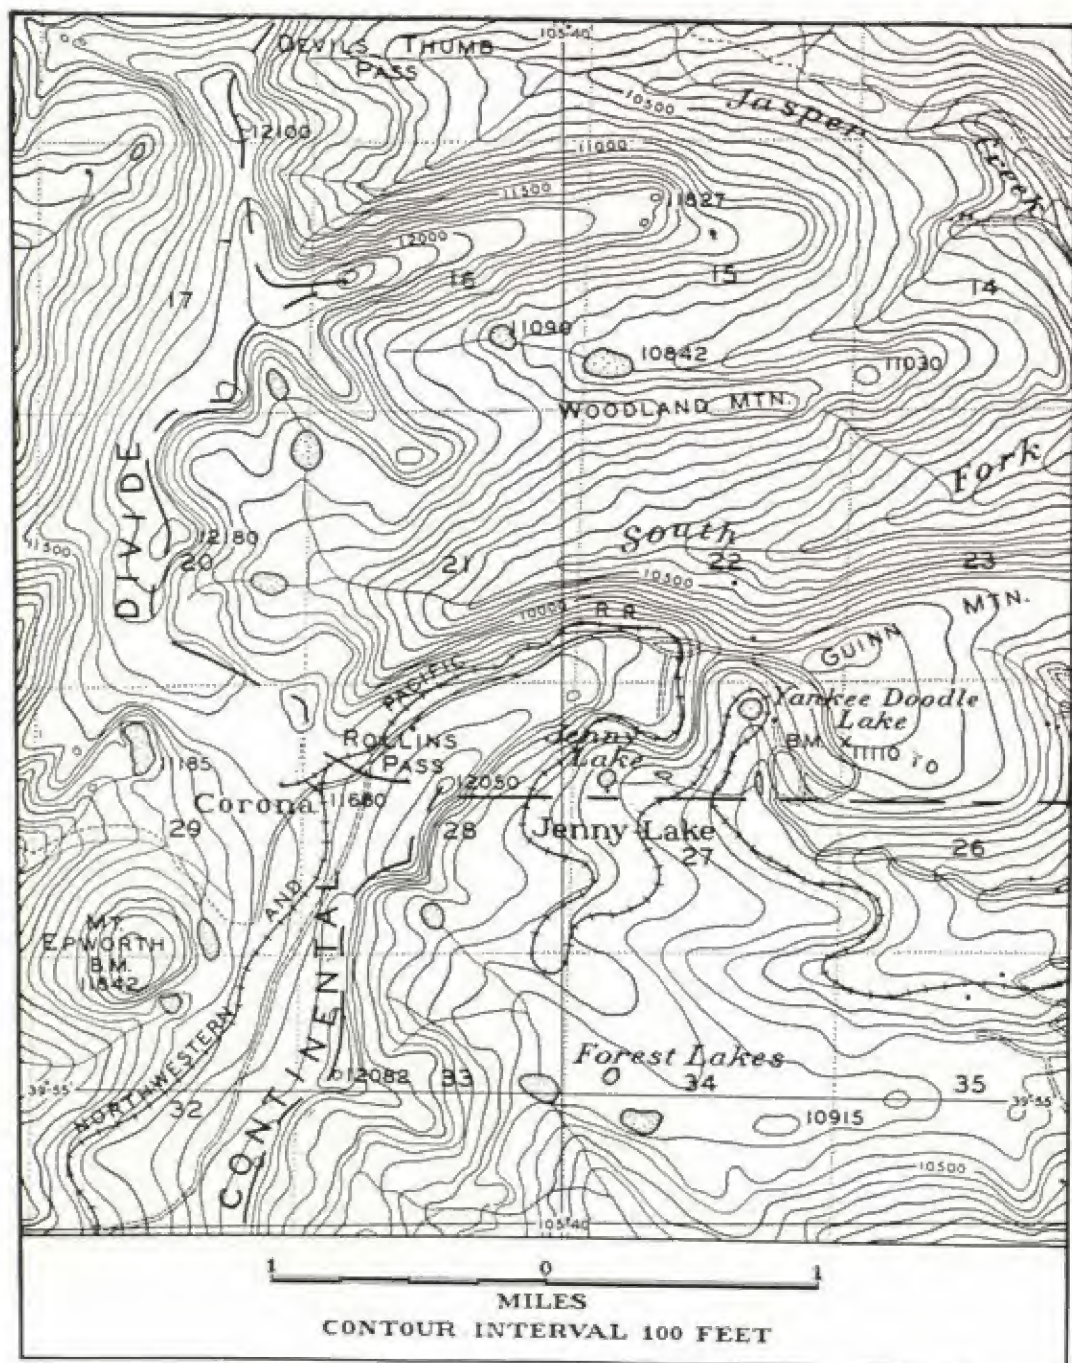 105°40'
DEVILS THUMB
PASS
10500
Jasper
Creek
12100
11000
11500
11827
12000
17
16
15
14
11090
10842
11030
WOODLAND MTN.
DIVIDE
South
Fork
11500
12180
20
21
22
23
10500
10000
R.R.
MTN.
GUINN
PACIFIC
Yankee Doodle
Lake
ROLLINS
PASS
Jenny
Lake
B.M.
11110 TO
11185
12050
Corona
11680
29
28
Jenny Lake
27
26
AND
MT.
EPWORTH
B.M.
11842
CONTINENTAL
NORTHWESTERN
Forest Lakes
12082
33
34
35
39°55'
39°55'
32
10915
10500
105°40'
1 0 1
MILES
CONTOUR INTERVAL 100 FEET